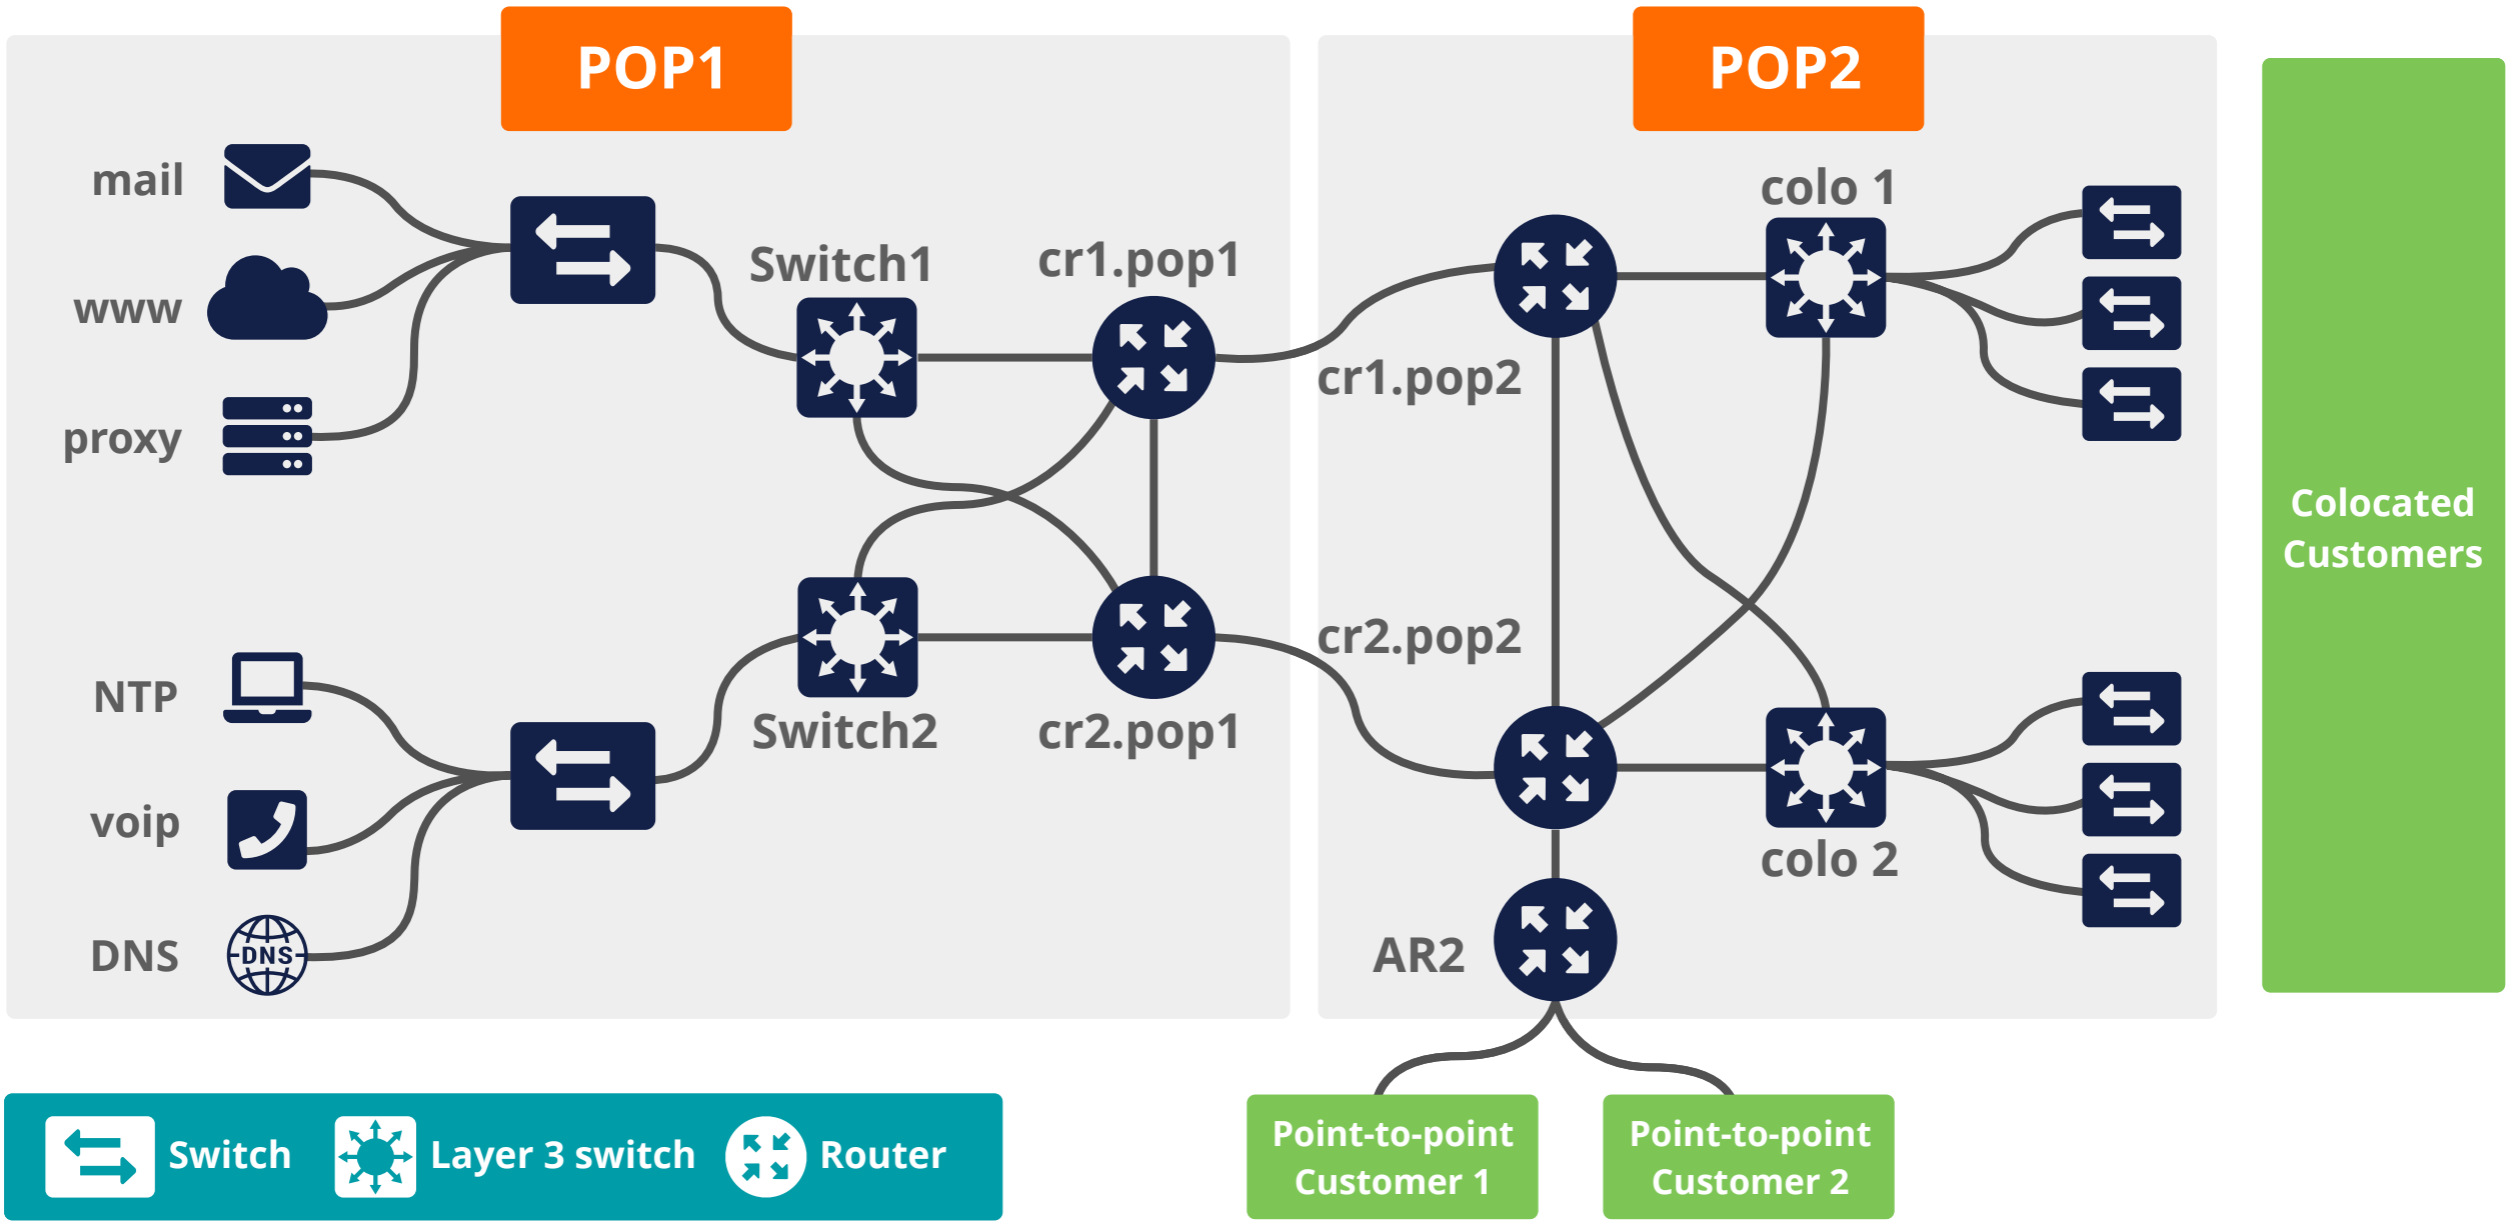 POP1
POP2
mail
www
proxy
Switch1
cr1.pop1
cr1.pop2
colo 1
Colocated
Customers
NTP
voip
DNS
DNS
Switch2
cr2.pop1
cr2.pop2
colo 2
AR2
Switch
Layer 3 switch
Router
Point-to-point
Customer 1
Point-to-point
Customer 2